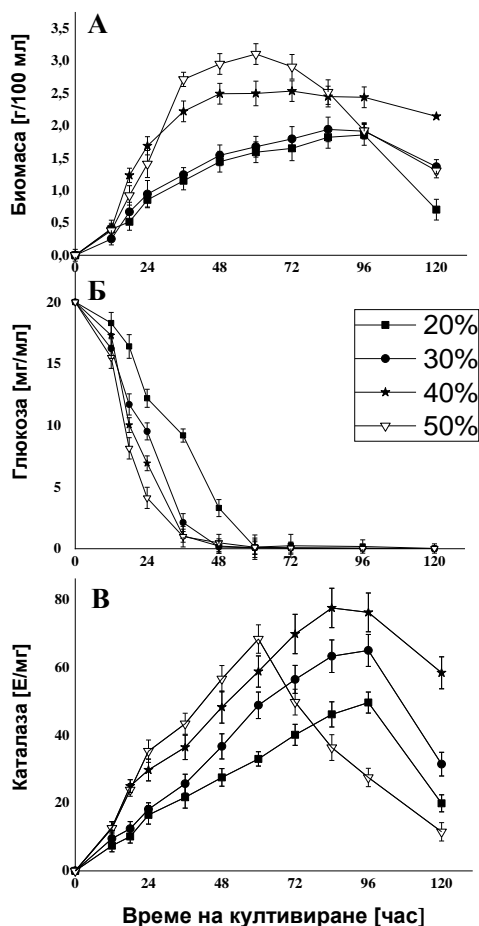 А
Биомаса [г/100 мл]
3,5
3,0
2,5
2,0
1,5
1,0
0,5
0,0
0 24 48 72 96 120
Б
Глюкоза [мг/мл]
20
15
10
5
0
20%
30%
40%
50%
0 24 48 72 96 120
В
Каталаза [Е/мг]
80
60
40
20
0
0 24 48 72 96 120
Време на култивиране [час]